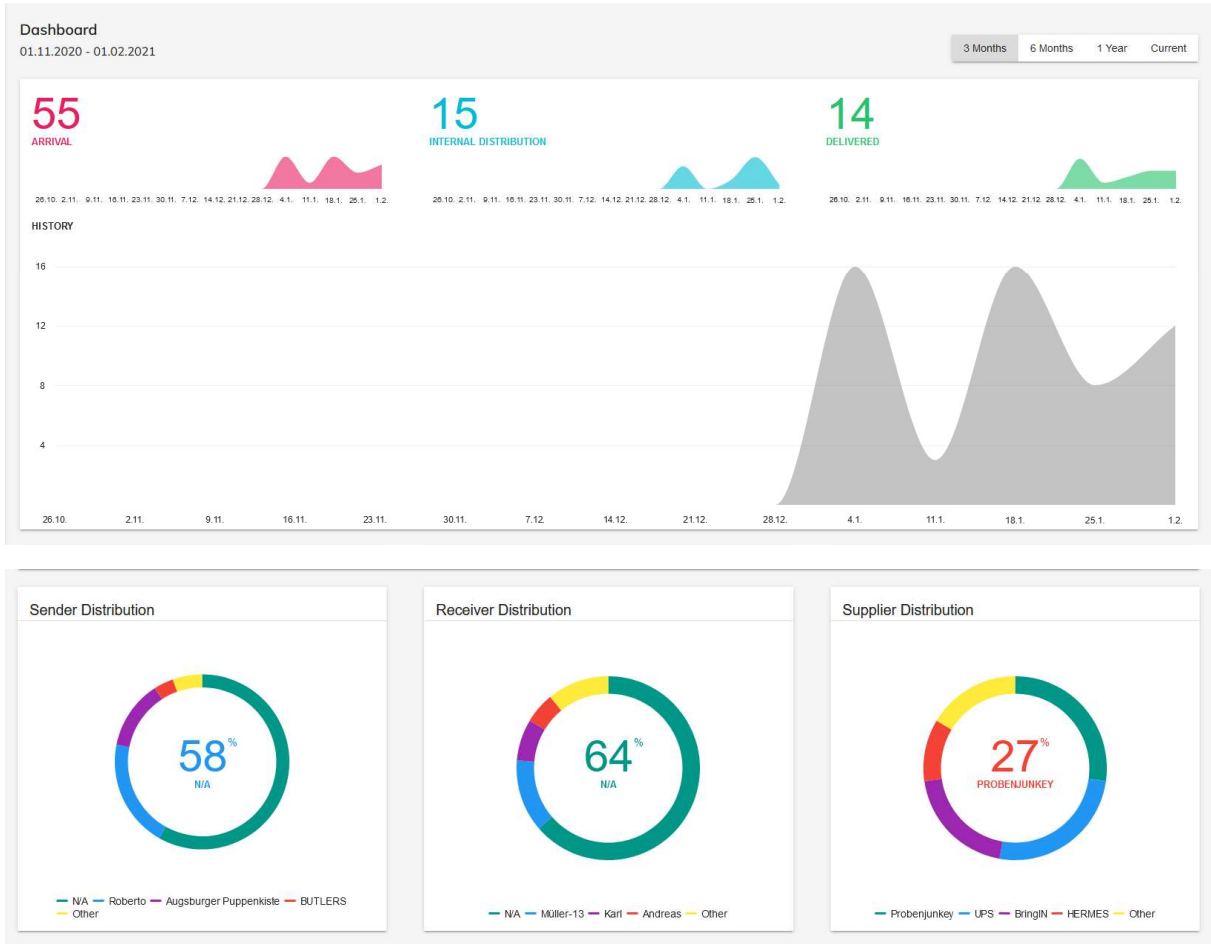 Dashboard
01.11.2020 - 01.02.2021
3 Months 6 Months 1 Year Current
55 15 14
ARRIVAL INTERNAL DISTRIBUTION DELIVERED
26.10. 2.11. 9.11. 16.11. 23.11. 30.11. 7.12. 14.12. 21.12. 28.12. 4.1. 11.1. 18.1. 25.1. 1.2. 26.10. 2.11. 9.11. 16.11. 23.11. 30.11. 7.12. 14.12. 21.12. 28.12. 4.1. 11.1. 18.1. 25.1. 1.2. 26.10. 2.11. 9.11. 16.11. 23.11. 30.11. 7.12. 14.12. 21.12. 28.12. 4.1. 11.1. 18.1. 25.1. 1.2.
HISTORY
16
12
8
4
26.10. 2.11. 9.11. 16.11. 23.11. 30.11. 7.12. 14.12. 21.12. 28.12. 4.1. 11.1. 18.1. 25.1. 1.2.
Sender Distribution Receiver Distribution Supplier Distribution
58% 64% 27%
N/A N/A PROBENJUNKEY
N/A Roberto Augsburger Puppenkiste BUTLERS
Other
N/A Müller-13 Karl Andreas Other
Probenjunkey UPS BringIN HERMES Other